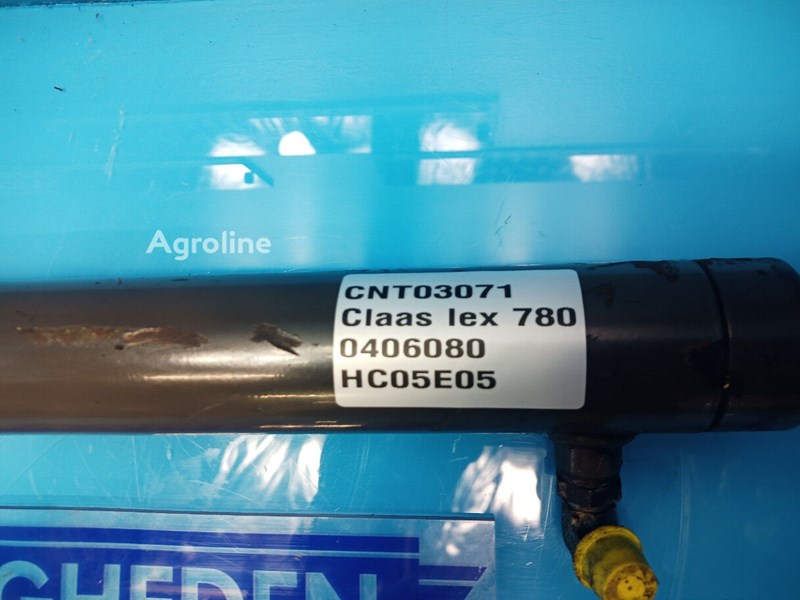 Agroline
CNT03071
Claas lex 780
0406080
HC05E05
GHEDEN